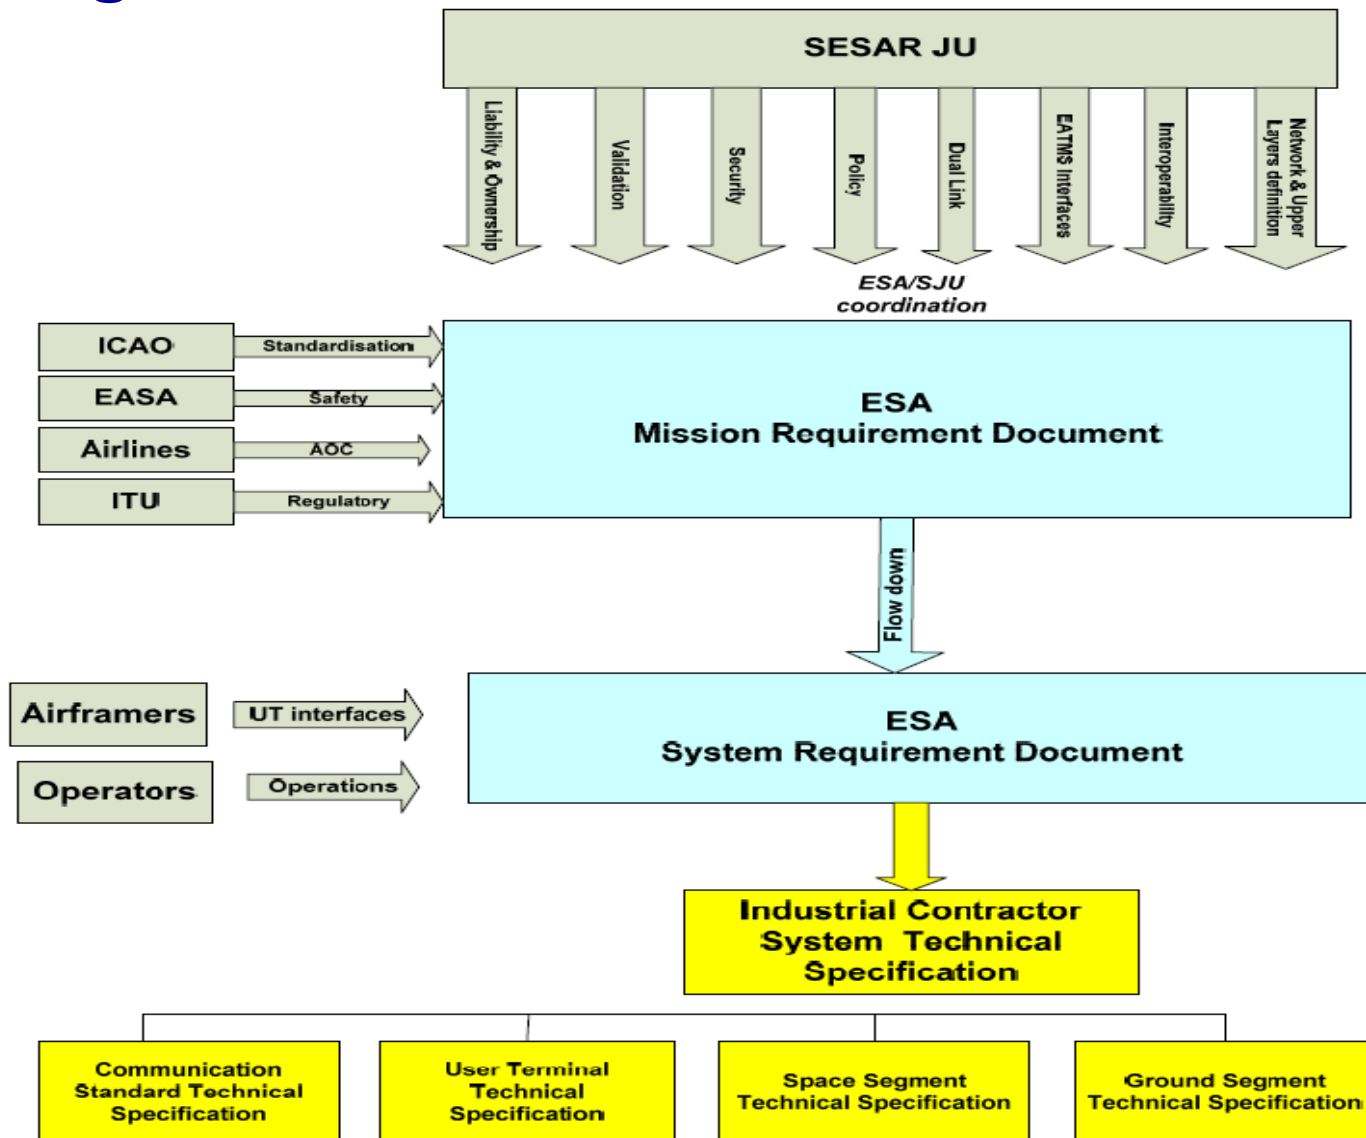 SESAR JU
Liability & Ownership
Validation
Security
Policy
Dual Link
EATMS Interfaces
Interoperability
Network & Upper
Layers definition
ESA/SJU
coordination
ICAO
Standardisation
EASA
Safety
Airlines
AOC
ITU
Regulatory
ESA
Mission Requirement Document
Flow down
Airframers
UT interfaces
Operators
Operations
ESA
System Requirement Document
Industrial Contractor
System Technical
Specification
Communication
Standard Technical
Specification
User Terminal
Technical
Specification
Space Segment
Technical Specification
Ground Segment
Technical Specification